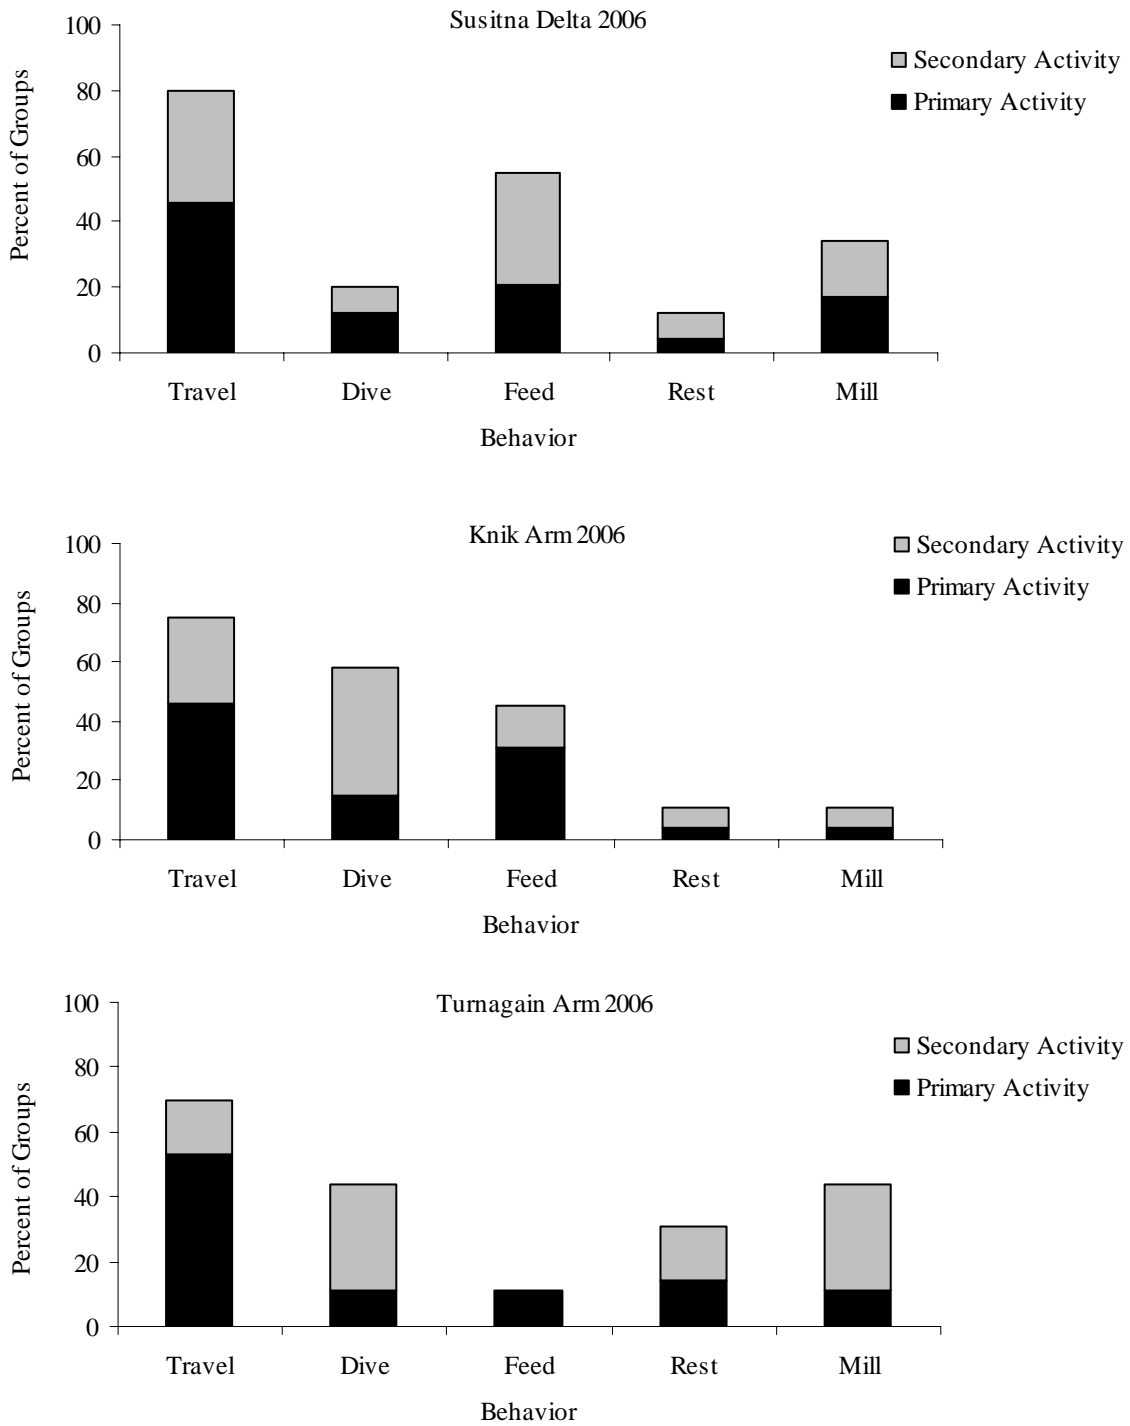 Susitna Delta 2006
Secondary Activity
Primary Activity
Percent of Groups
100
80
60
40
20
0
Travel Dive Feed Rest Mill
Behavior
Knik Arm 2006
Secondary Activity
Primary Activity
Percent of Groups
100
80
60
40
20
0
Travel Dive Feed Rest Mill
Behavior
Turnagain Arm 2006
Secondary Activity
Primary Activity
Percent of Groups
100
80
60
40
20
0
Travel Dive Feed Rest Mill
Behavior